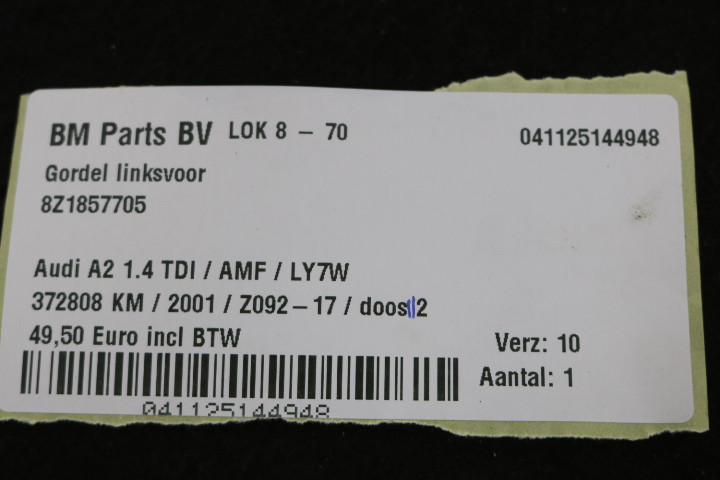 BM Parts BV LOK 8 – 70 041125144948
Gordel linksvoor
8Z1857705
Audi A2 1.4 TDI / AMF / LY7W
372808 KM / 2001 / Z092 – 17 / doos 2
49,50 Euro incl BTW Verz: 10
Aantal: 1
041125144948